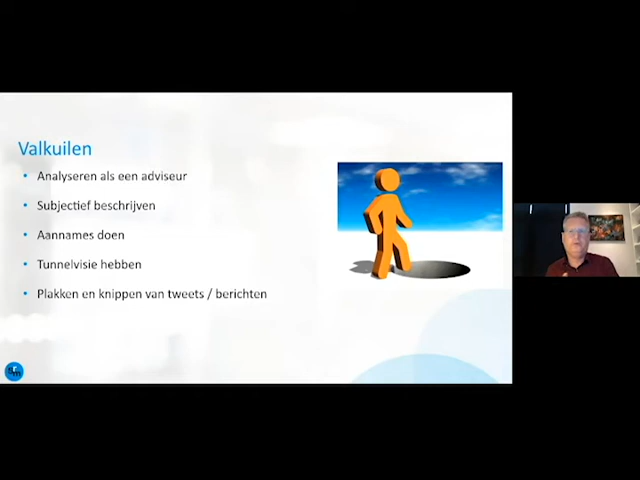 Valkuilen
• Analyseren als een adviseur
• Subjectief beschrijven
• Aannames doen
• Tunnelvisie hebben
• Plakken en knippen van tweets / berichten